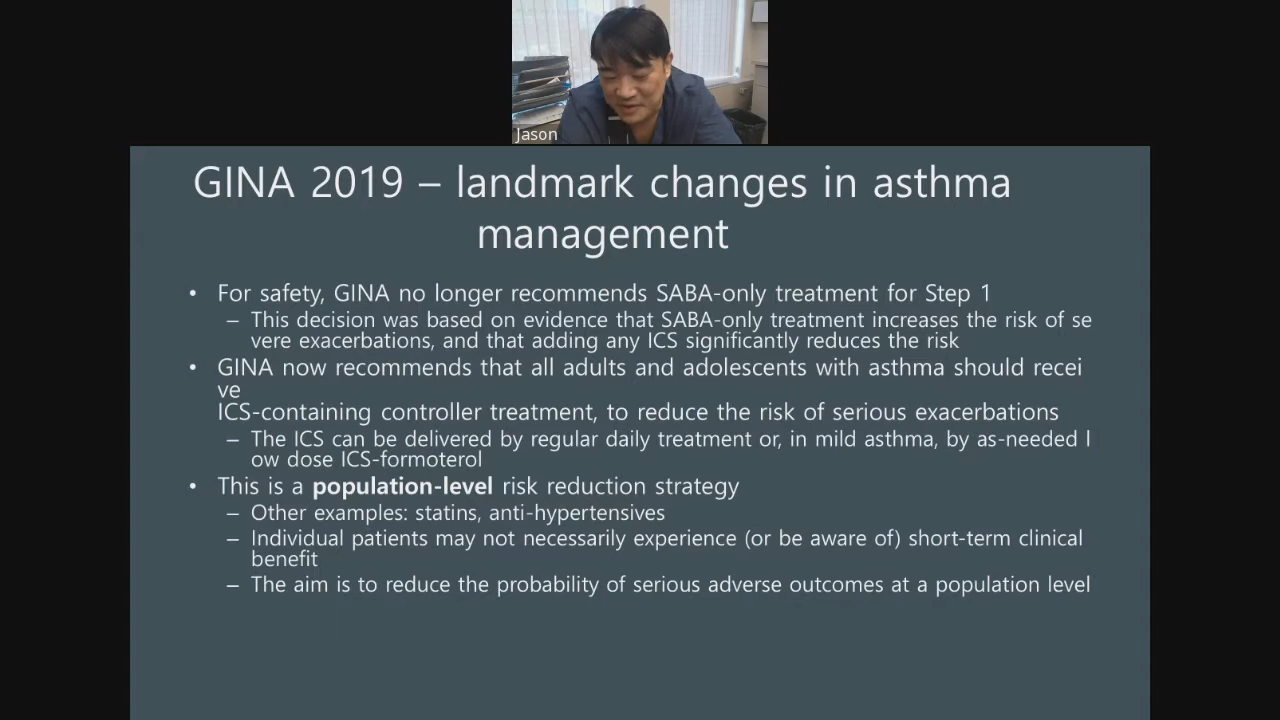 Jason
GINA 2019 – landmark changes in asthma
management
• For safety, GINA no longer recommends SABA-only treatment for Step 1
– This decision was based on evidence that SABA-only treatment increases the risk of se
vere exacerbations, and that adding any ICS significantly reduces the risk
• GINA now recommends that all adults and adolescents with asthma should recei
ve
ICS-containing controller treatment, to reduce the risk of serious exacerbations
– The ICS can be delivered by regular daily treatment or, in mild asthma, by as-needed l
ow dose ICS-formoterol
• This is a population-level risk reduction strategy
– Other examples: statins, anti-hypertensives
– Individual patients may not necessarily experience (or be aware of) short-term clinical
benefit
– The aim is to reduce the probability of serious adverse outcomes at a population level